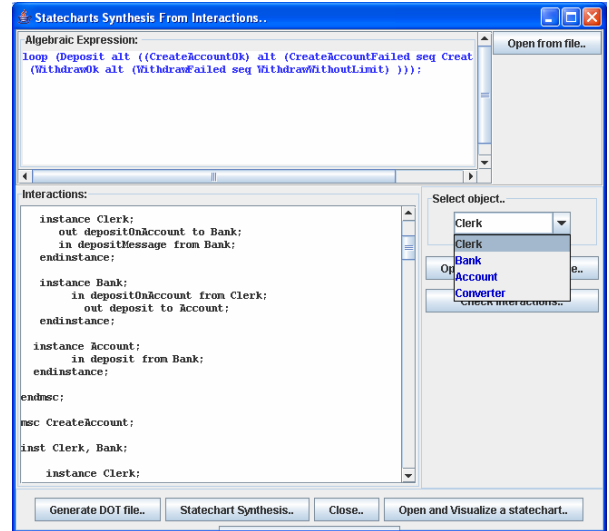 Statecharts Synthesis From Interactions..
Algebraic Expression:
Open from file..
loop (Deposit alt ((CreateAccountOk) alt (CreateAccountFailed seq Creat
(WithdrawOk alt (WithdrawFailed seq WithdrawWithoutLimit) )));
Interactions:
Select object..
instance Clerk;
out depositOnAccount to Bank;
in depositMessage from Bank;
endinstance;
instance Bank;
in depositOnAccount from Clerk;
out deposit to Account;
endinstance;
instance Account;
in deposit from Bank;
endinstance;
endmsc;
msc CreateAccount;
inst Clerk, Bank;
instance Clerk;
Clerk
Clerk
Bank
Op
e..
Account
Converter
Check interactions..
Generate DOT file..
Statechart Synthesis..
Close..
Open and Visualize a statechart..